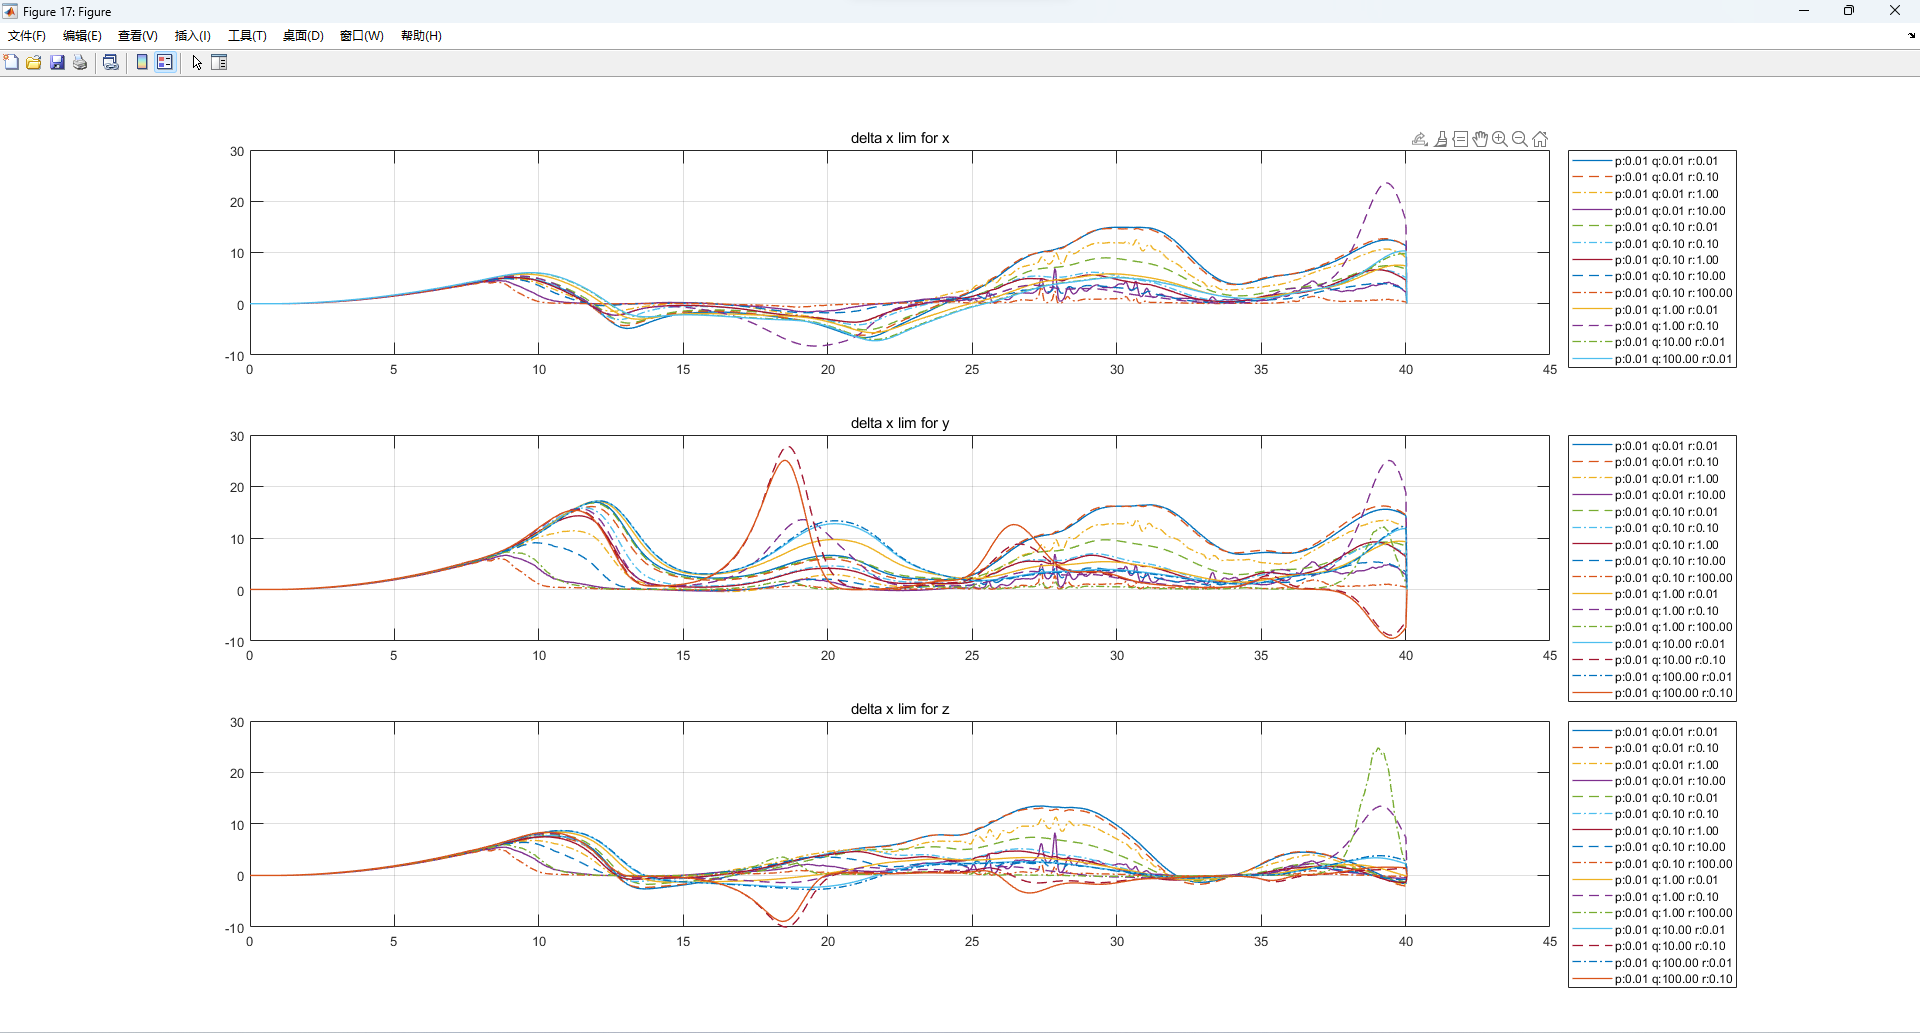 Figure 17: Figure
文件(F) 编辑(E) 查看(V) 插入(I) 工具(T) 桌面(D) 窗口(W) 帮助(H)
delta x lim for x
30
20
10
0
-10
0 5 10 15 20 25 30 35 40 45
p:0.01 q:0.01 r:0.01
p:0.01 q:0.01 r:0.10
p:0.01 q:0.01 r:1.00
p:0.01 q:0.01 r:10.00
p:0.01 q:0.10 r:0.01
p:0.01 q:0.10 r:0.10
p:0.01 q:0.10 r:1.00
p:0.01 q:0.10 r:10.00
p:0.01 q:0.10 r:100.00
p:0.01 q:1.00 r:0.01
p:0.01 q:1.00 r:0.10
p:0.01 q:10.00 r:0.01
p:0.01 q:100.00 r:0.01
delta x lim for y
30
20
10
0
-10
0 5 10 15 20 25 30 35 40 45
p:0.01 q:0.01 r:0.01
p:0.01 q:0.01 r:0.10
p:0.01 q:0.01 r:1.00
p:0.01 q:0.01 r:10.00
p:0.01 q:0.10 r:0.01
p:0.01 q:0.10 r:0.10
p:0.01 q:0.10 r:1.00
p:0.01 q:0.10 r:10.00
p:0.01 q:0.10 r:100.00
p:0.01 q:1.00 r:0.01
p:0.01 q:1.00 r:0.10
p:0.01 q:1.00 r:100.00
p:0.01 q:10.00 r:0.01
p:0.01 q:10.00 r:0.10
p:0.01 q:100.00 r:0.01
p:0.01 q:100.00 r:0.10
delta x lim for z
30
20
10
0
-10
0 5 10 15 20 25 30 35 40 45
p:0.01 q:0.01 r:0.01
p:0.01 q:0.01 r:0.10
p:0.01 q:0.01 r:1.00
p:0.01 q:0.01 r:10.00
p:0.01 q:0.10 r:0.01
p:0.01 q:0.10 r:0.10
p:0.01 q:0.10 r:1.00
p:0.01 q:0.10 r:10.00
p:0.01 q:0.10 r:100.00
p:0.01 q:1.00 r:0.01
p:0.01 q:1.00 r:0.10
p:0.01 q:1.00 r:100.00
p:0.01 q:10.00 r:0.01
p:0.01 q:10.00 r:0.10
p:0.01 q:100.00 r:0.01
p:0.01 q:100.00 r:0.10